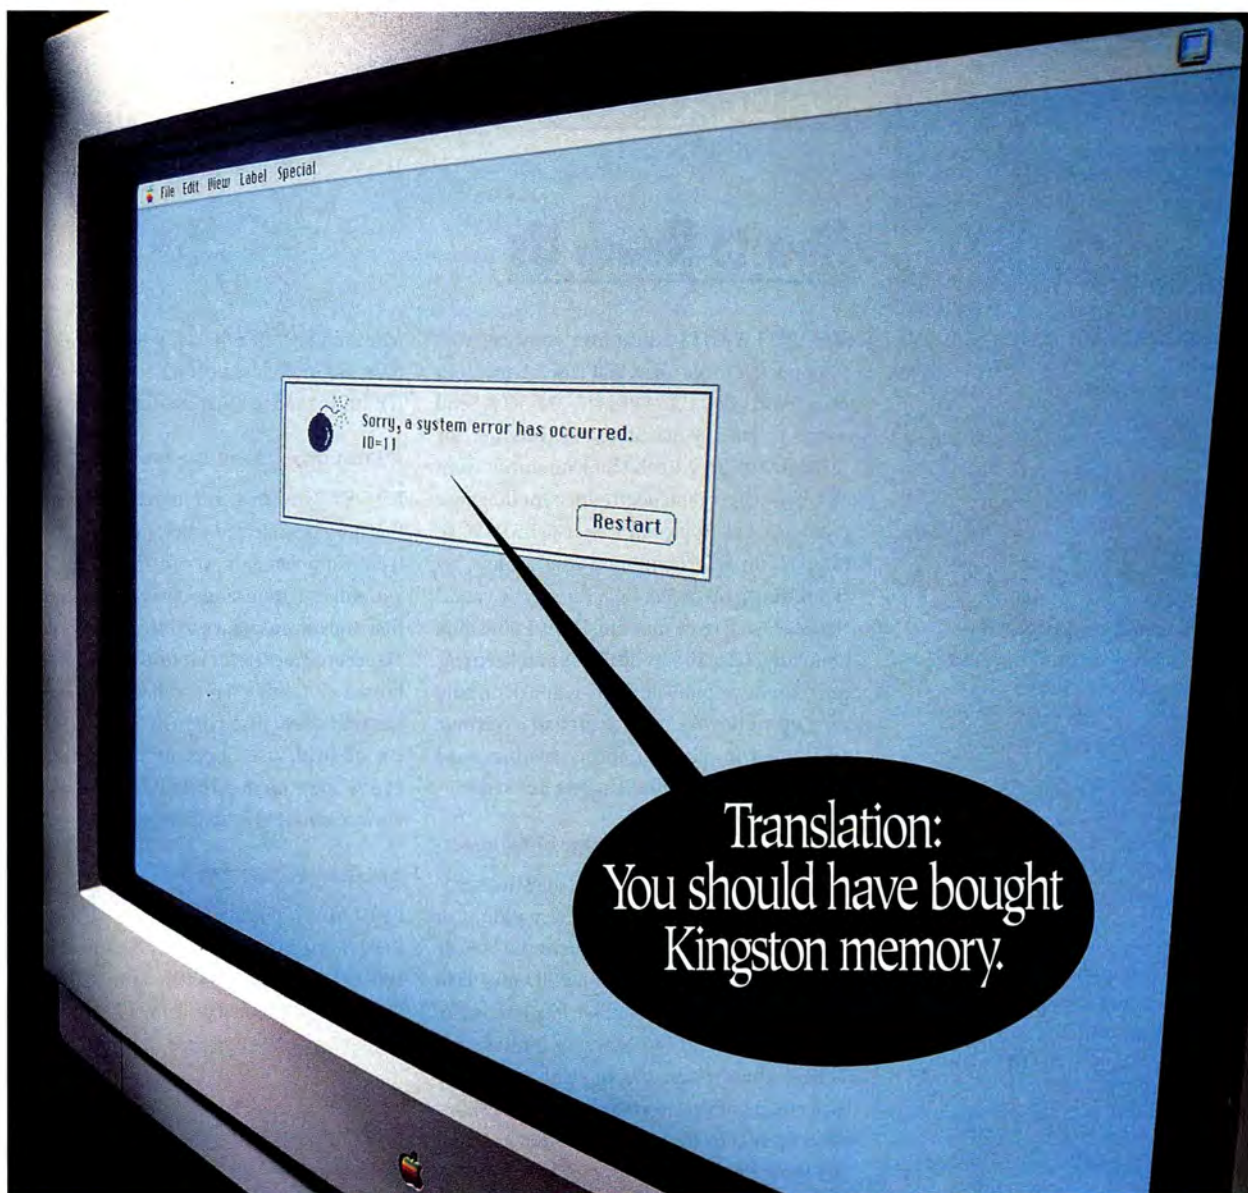 File Edit View Label Special
Sorry, a system error has occurred.
ID=11
Restart
Translation:
You should have bought
Kingston memory.